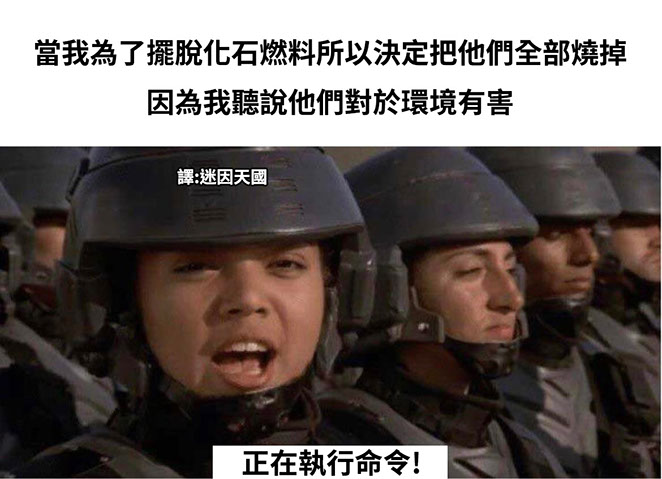 當我為了擺脫化石燃料所以決定把他們全部燒掉
因為我聽說他們對於環境有害
譯:迷因天國
正在執行命令!